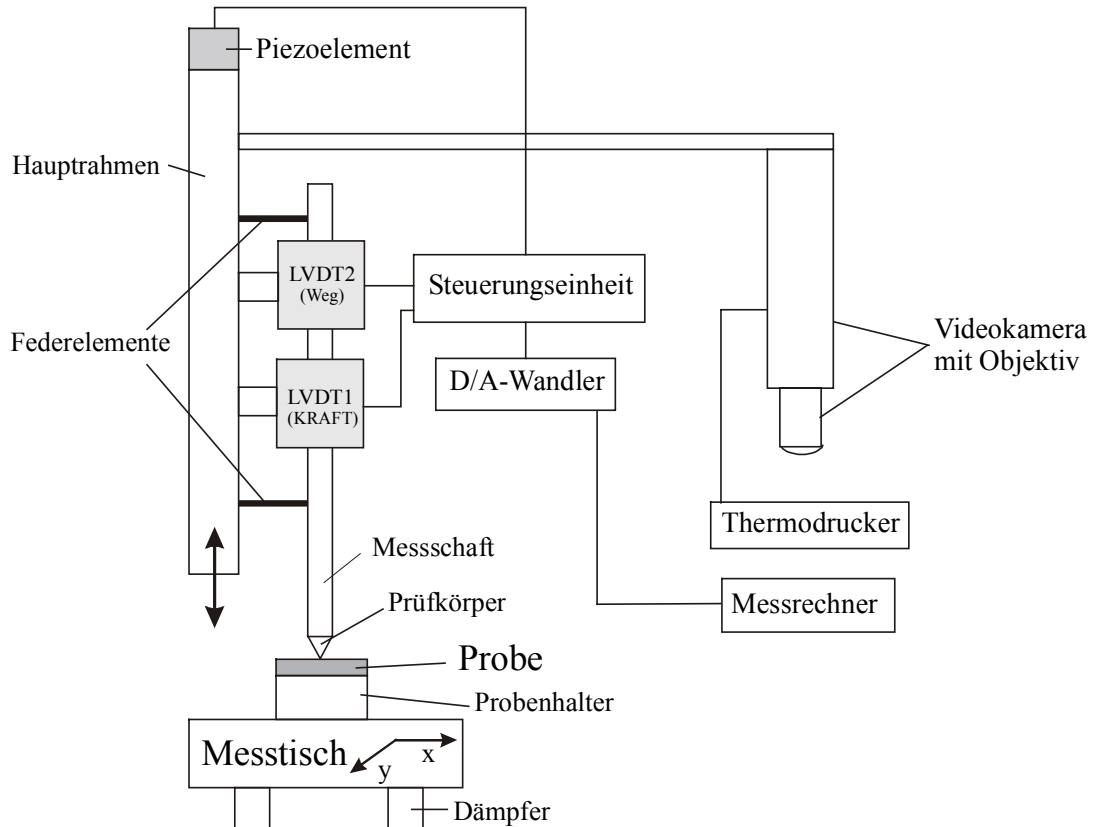 Piezoelement
Hauptrahmen
LVDT2
(Weg)
Steuerungseinheit
Federelemente
Videokamera
mit Objektiv
D/A-Wandler
LVDT1
(KRAFT)
Thermodrucker
Messschaft
Prüfkörper
Messrechner
Probe
Probenhalter
Messtisch
x
y
Dämpfer